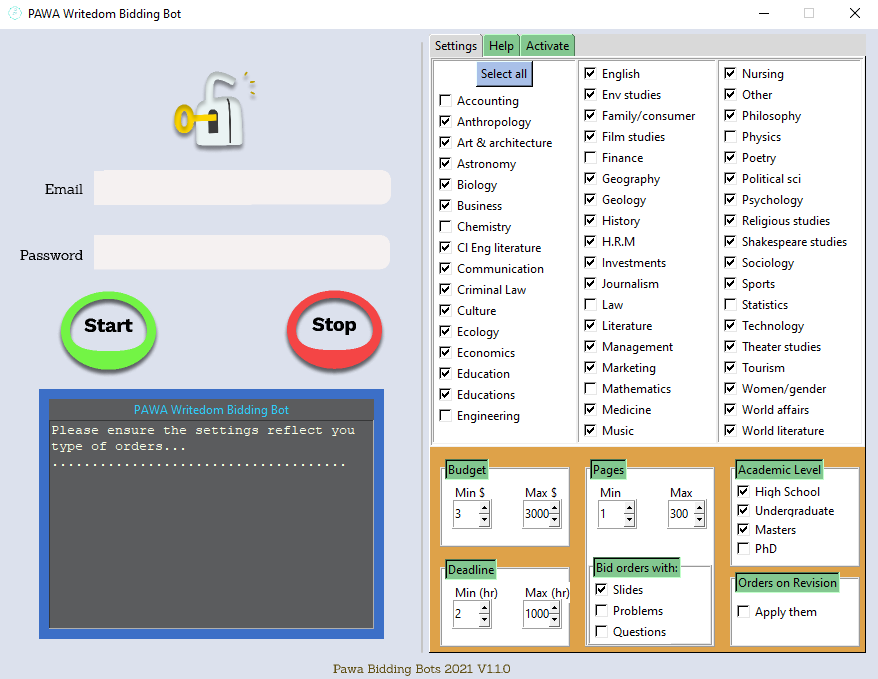 PAWA Writedom Bidding Bot
Email
Password
Start
Stop
PAWA Writedom Bidding Bot
Please ensure the settings reflect you
type of orders...
.....................................
Settings Help Activate
Select all
Accounting
Anthropology
Art & architecture
Astronomy
Biology
Business
Chemistry
Cl Eng literature
Communication
Criminal Law
Culture
Ecology
Economics
Education
Educations
Engineering
English
Env studies
Family/consumer
Film studies
Finance
Geography
Geology
History
H.R.M
Investments
Journalism
Law
Literature
Management
Marketing
Mathematics
Medicine
Music
Nursing
Other
Philosophy
Physics
Poetry
Political sci
Psychology
Religious studies
Shakespeare studies
Sociology
Sports
Statistics
Technology
Theater studies
Tourism
Women/gender
World affairs
World literature
Budget
Min $ Max $
3 3000
Deadline
Min (hr) Max (hr)
2 1000
Pages
Min Max
1 300
Bid orders with:
Slides
Problems
Questions
Academic Level
High School
Undergraduate
Masters
PhD
Orders on Revision
Apply them
Pawa Bidding Bots 2021 V1.1.0